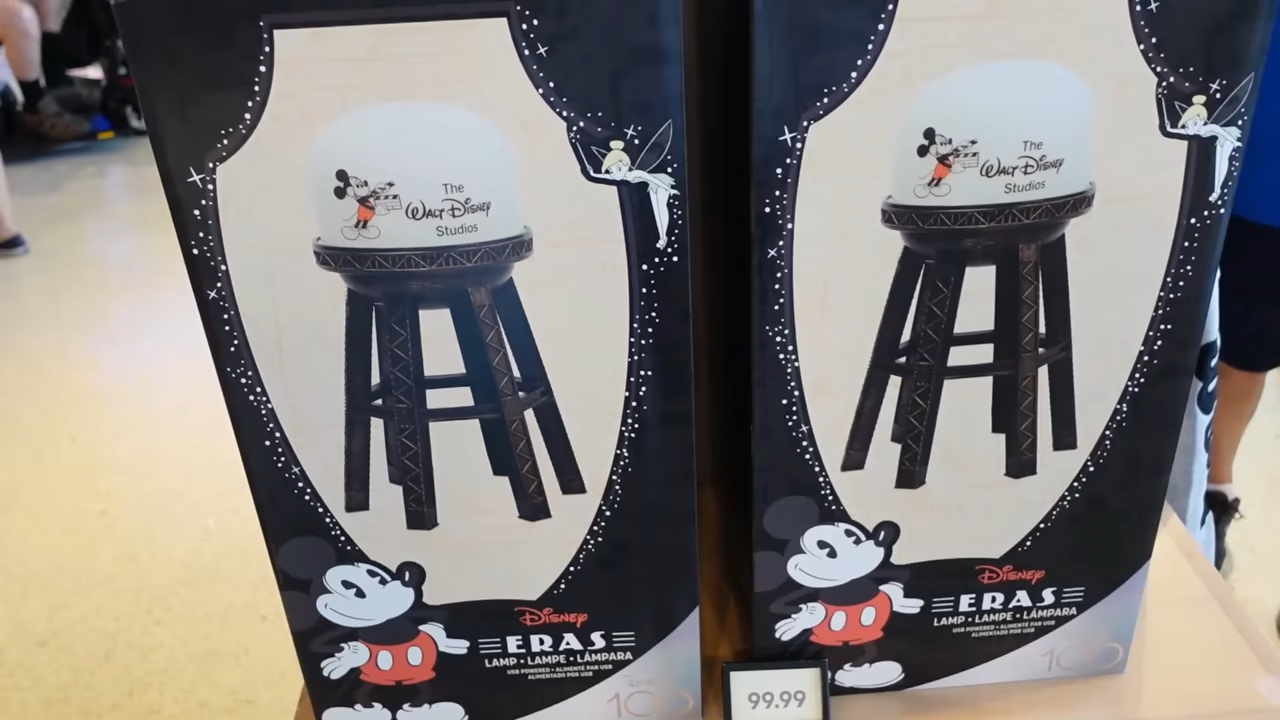 The
WALT DISNEY
Studios
DISNEY
ERAS
LAMP • LAMPE • LÁMPARA
USB POWERED • ALIMENTÉ PAR USB
ALIMENTADO POR USB
100
The
WALT DISNEY
Studios
DISNEY
ERAS
LAMP • LAMPE • LÁMPARA
USB POWERED • ALIMENTÉ PAR USB
ALIMENTADO POR USB
100
99.99